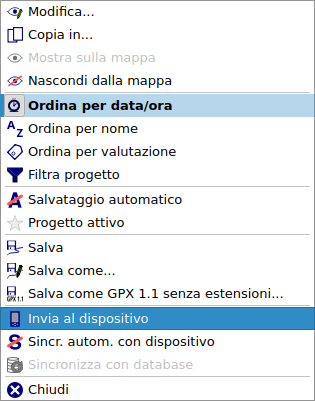 Modifica...
Copia in...
Mostra sulla mappa
Nascondi dalla mappa
Ordina per data/ora
Ordina per nome
Ordina per valutazione
Filtra progetto
Salvataggio automatico
Progetto attivo
Salva
Salva come...
Salva come GPX 1.1 senza estensioni...
Invia al dispositivo
Sincr. autom. con dispositivo
Sincronizza con database
Chiudi